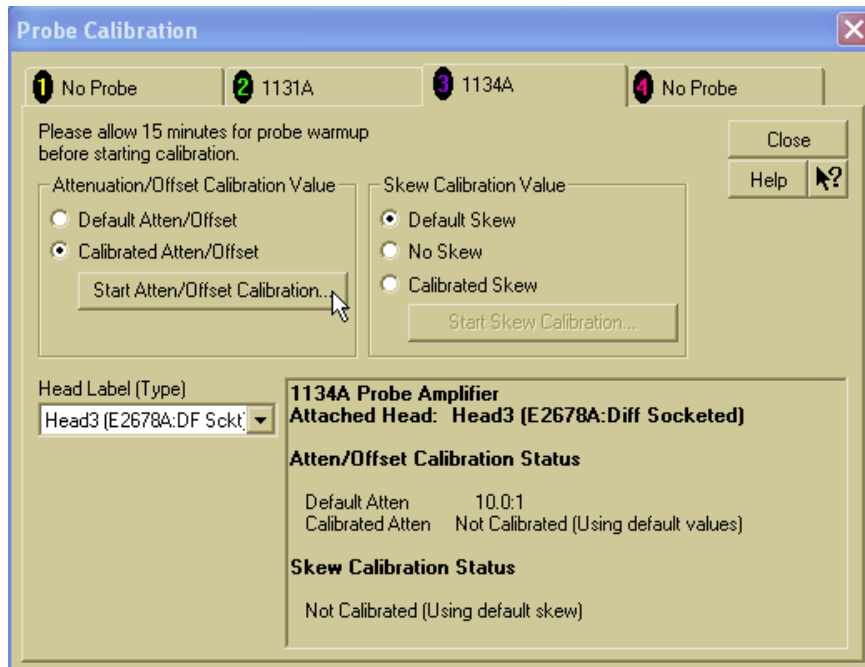 Probe Calibration
1 No Probe
2 1131A
3 1134A
4 No Probe
Please allow 15 minutes for probe warmup
before starting calibration.
Close
Help ?
Attenuation/Offset Calibration Value
Default Atten/Offset
Calibrated Atten/Offset
Start Atten/Offset Calibration...
Skew Calibration Value
Default Skew
No Skew
Calibrated Skew
Start Skew Calibration...
Head Label (Type)
Head3 (E2678A:DF Sckt)
1134A Probe Amplifier
Attached Head: Head3 (E2678A:Diff Socketed)
Atten/Offset Calibration Status
Default Atten 10.0:1
Calibrated Atten Not Calibrated (Using default values)
Skew Calibration Status
Not Calibrated (Using default skew)